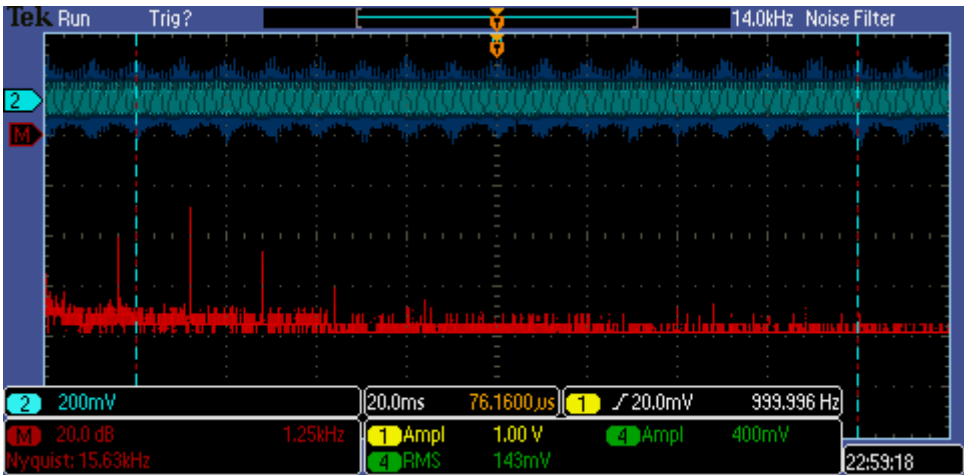 Tek Run Trig? 14.0kHz Noise Filter
2
M
2 200mV 20.0ms 76.1600µs 1 ∫ 20.0mV 999.996 Hz
M 20.0 dB 1.25kHz 1 Ampl 1.00 V 4 Ampl 400mV
Nyquist: 15.63kHz 4 RMS 143mV 22:59:18